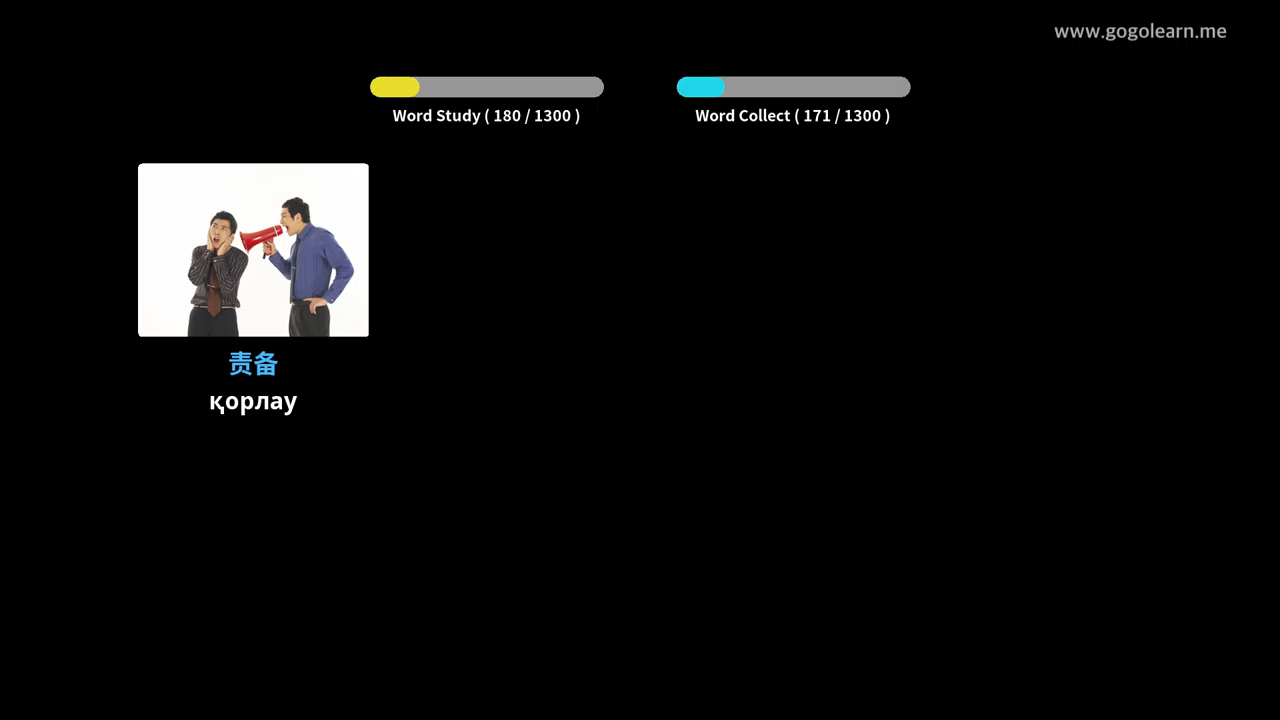 www.gogolearn.me
Word Study ( 180 / 1300 )
Word Collect ( 171 / 1300 )
责备
қорлау